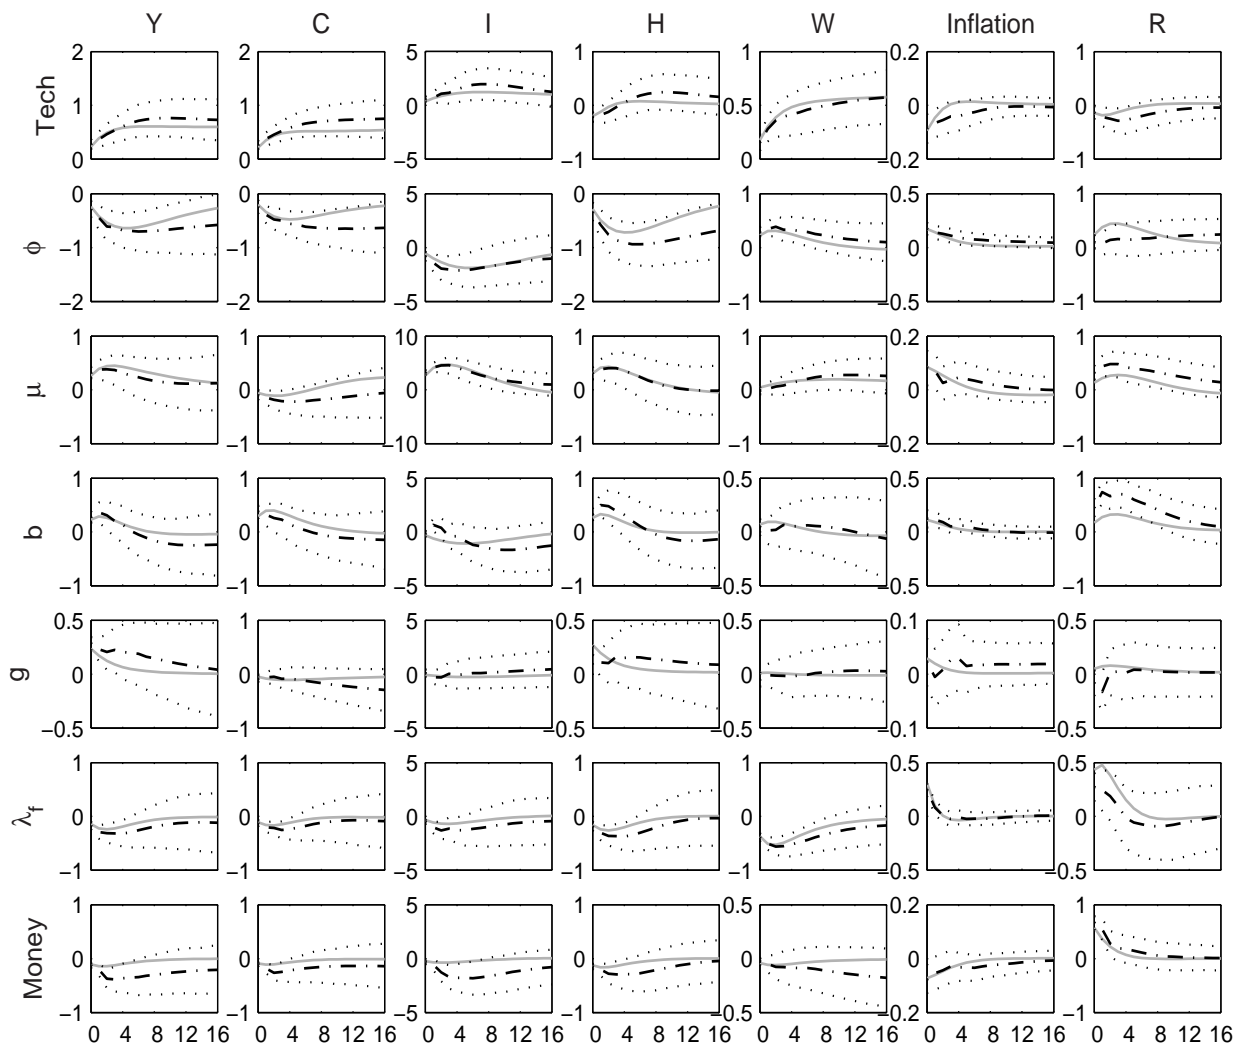 Y C I H W Inflation R
2 2 5 1 1 0.2 1
Tech 1 1 0 0 0.5 0 0
0 0 −5 −1 0 −0.2 −1
0 0 5 0 1 0.5 1
ϕ −1 −1 0 −1 0 0 0
−2 −2 −5 −2 −1 −0.5 −1
1 1 10 1 1 0.2 1
μ 0 0 0 0 0 0 0
−1 −1 −10 −1 −1 −0.2 −1
1 1 5 1 0.5 0.5 1
b 0 0 0 0 0 0 0
−1 −1 −5 −1 −0.5 −0.5 −1
0.5 1 5 0.5 0.5 0.1 0.5
g 0 0 0 0 0 0 0
−0.5 −1 −5 −0.5 −0.5 −0.1 −0.5
1 1 5 1 1 0.5 0.5
λf 0 0 0 0 0 0 0
−1 −1 −5 −1 −1 −0.5 −0.5
1 1 5 1 0.5 0.2 1
Money 0 0 0 0 0 0 0
−1 −1 −5 −1 −0.5 −0.2 −1
0 4 8 12 16 0 4 8 12 16 0 4 8 12 16 0 4 8 12 16 0 4 8 12 16 0 4 8 12 16 0 4 8 12 16